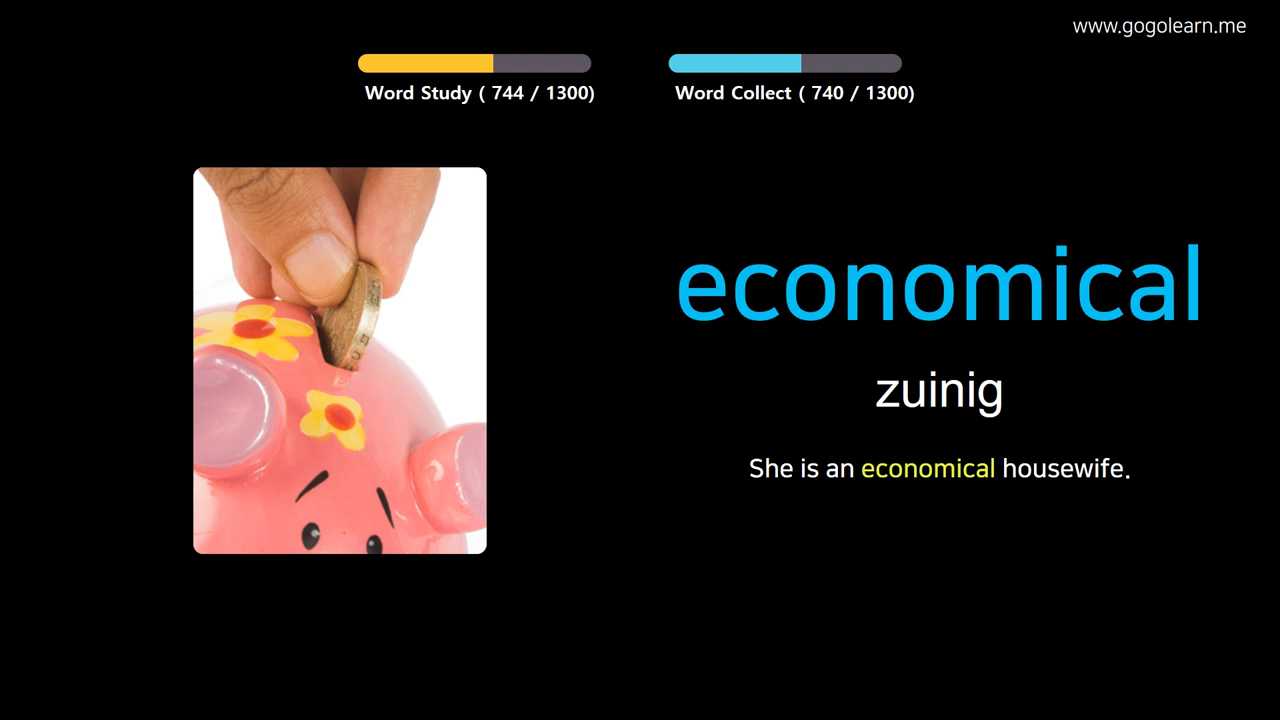 www.gogolearn.me
Word Study ( 744 / 1300)
Word Collect ( 740 / 1300)
economical
zuinig
She is an economical housewife.